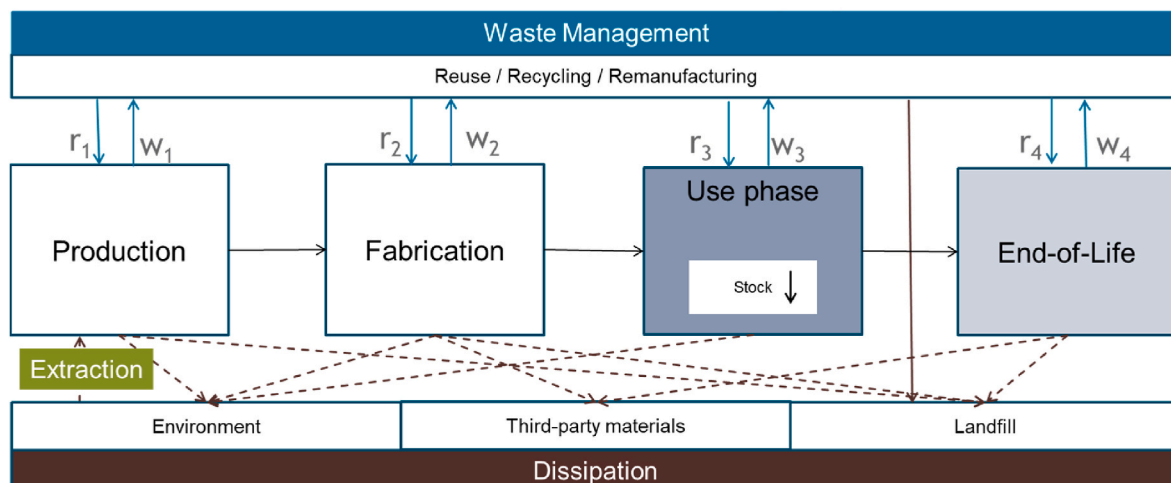 Waste Management
Reuse / Recycling / Remanufacturing
r1 w1 r2 w2 r3 w3 r4 w4
Production
Fabrication
Use phase
Stock
End-of-Life
Extraction
Environment
Third-party materials
Landfill
Dissipation